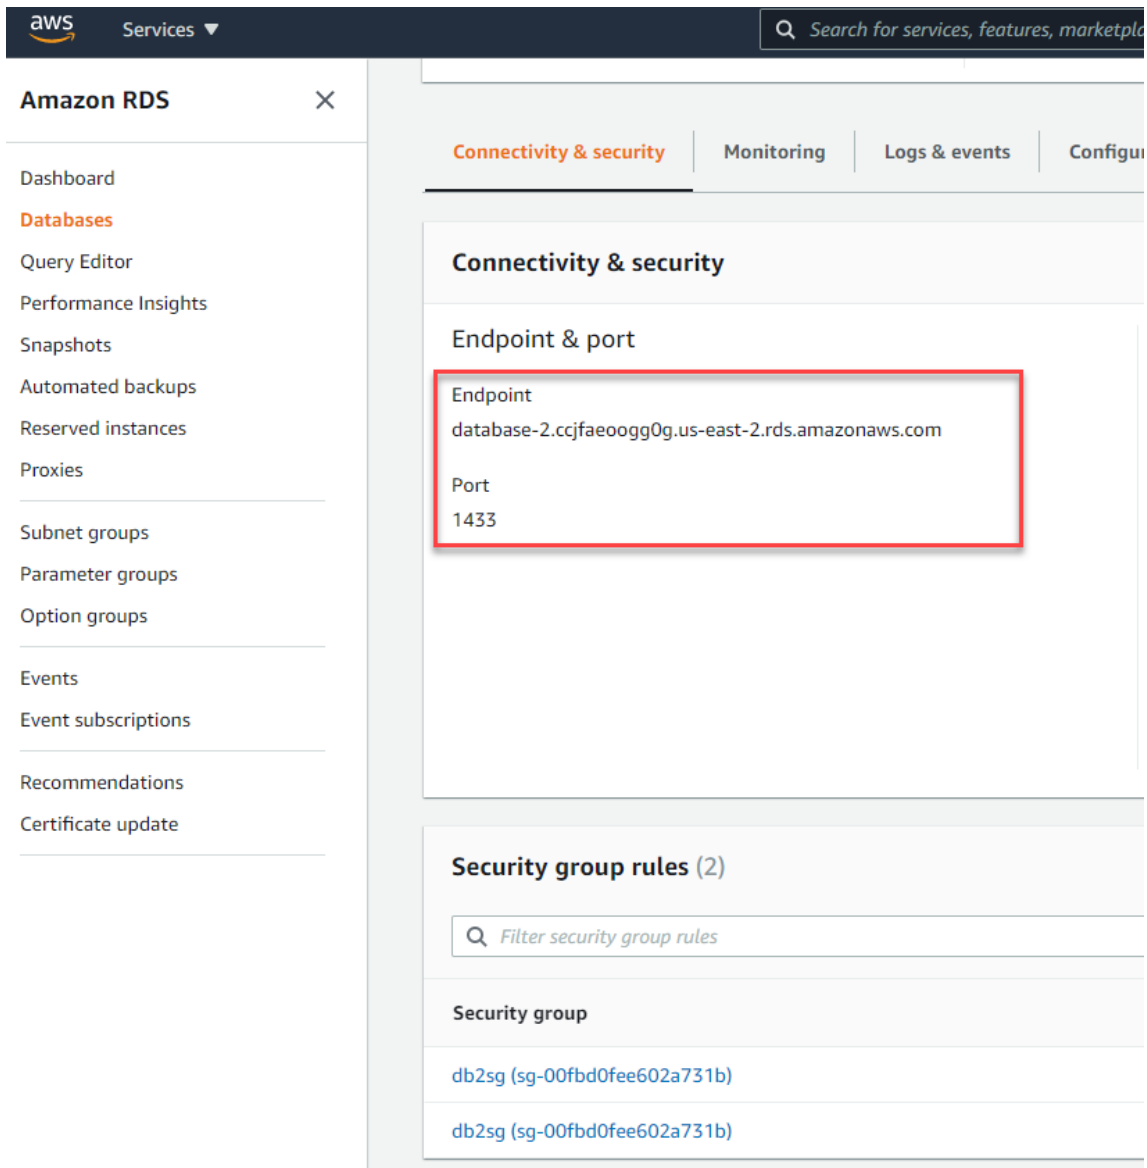 aws
Services ▼
Search for services, features, marketpla
Amazon RDS
Dashboard
Databases
Query Editor
Performance Insights
Snapshots
Automated backups
Reserved instances
Proxies
Subnet groups
Parameter groups
Option groups
Events
Event subscriptions
Recommendations
Certificate update
Connectivity & security
Monitoring
Logs & events
Configur
Connectivity & security
Endpoint & port
Endpoint
database-2.ccjfaeoogg0g.us-east-2.rds.amazonaws.com
Port
1433
Security group rules (2)
Filter security group rules
Security group
db2sg (sg-00fbd0fee602a731b)
db2sg (sg-00fbd0fee602a731b)